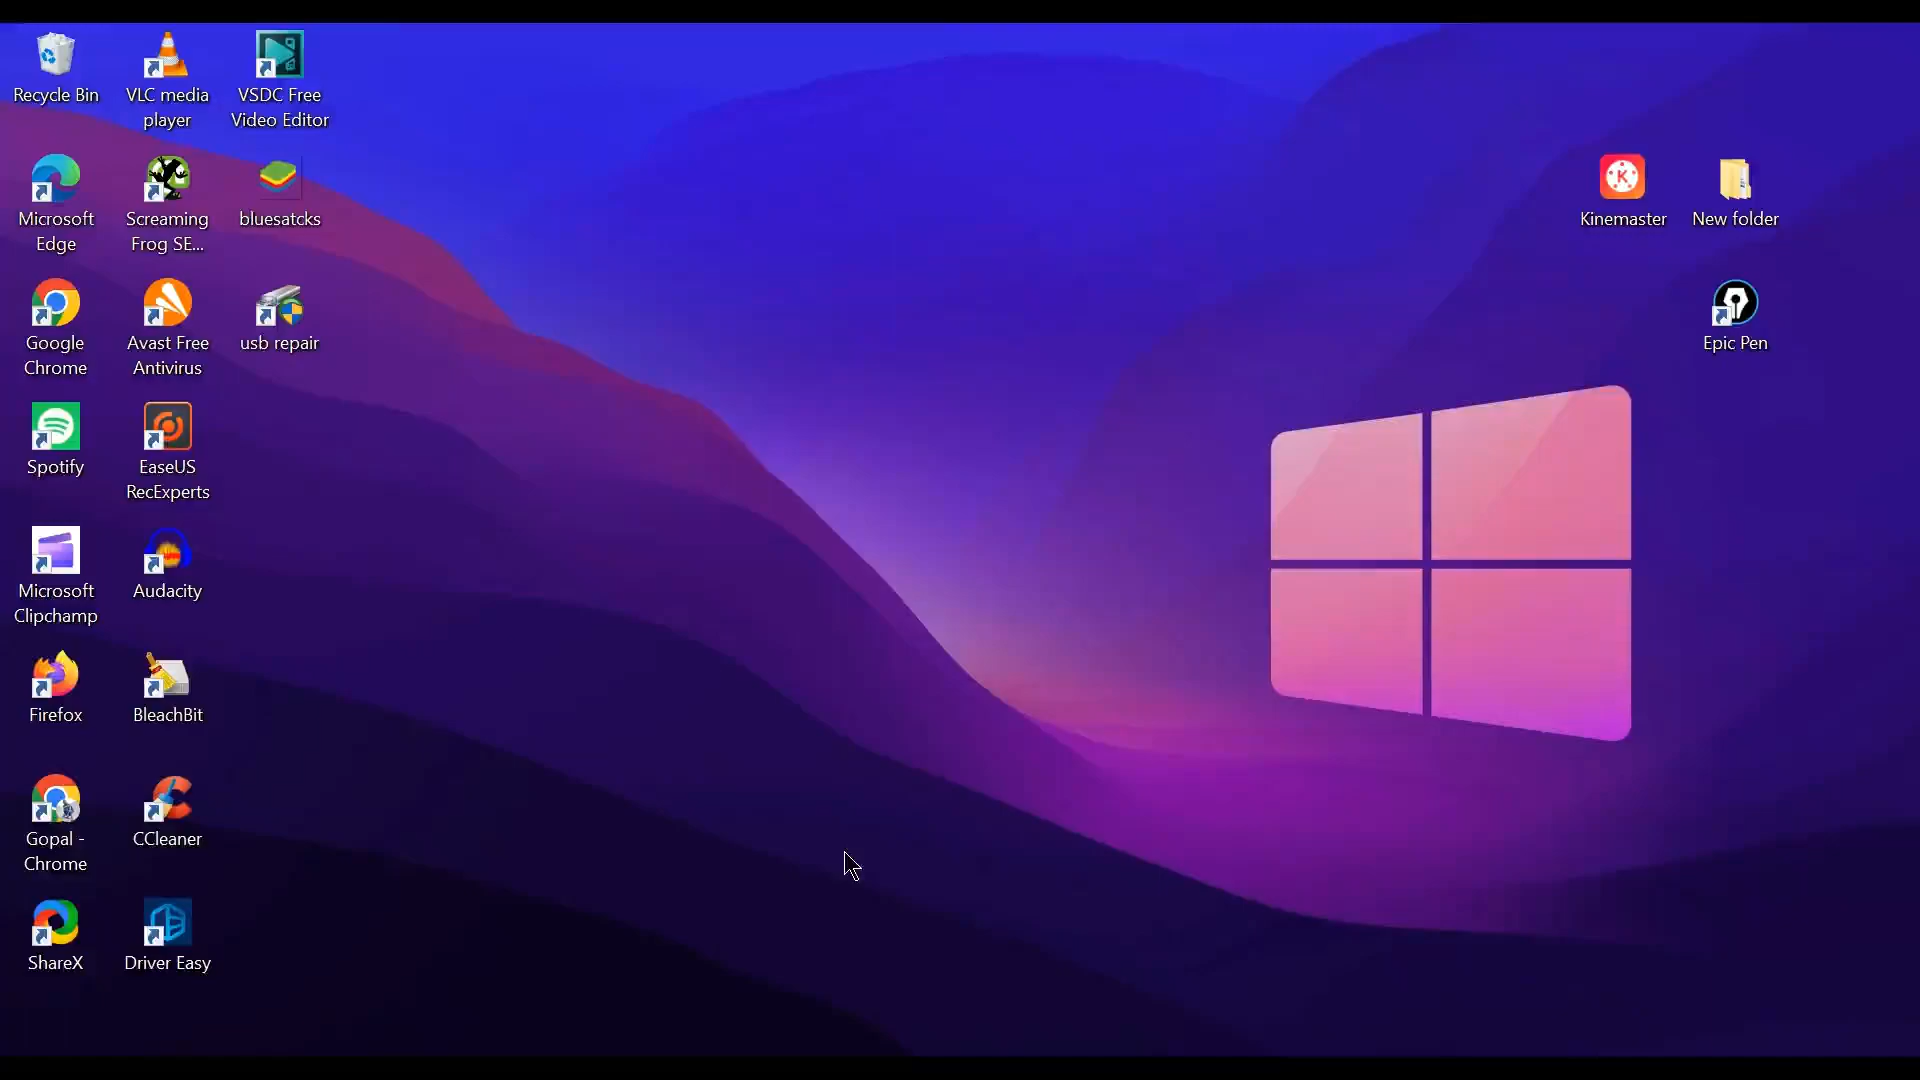 Recycle Bin
VLC media
player
VSDC Free
Video Editor
Microsoft
Edge
Screaming
Frog SE...
bluesatcks
Kinemaster
New folder
Google
Chrome
Avast Free
Antivirus
usb repair
Epic Pen
Spotify
EaseUS
RecExperts
Microsoft
Clipchamp
Audacity
Firefox
BleachBit
Gopal -
Chrome
CCleaner
ShareX
Driver Easy